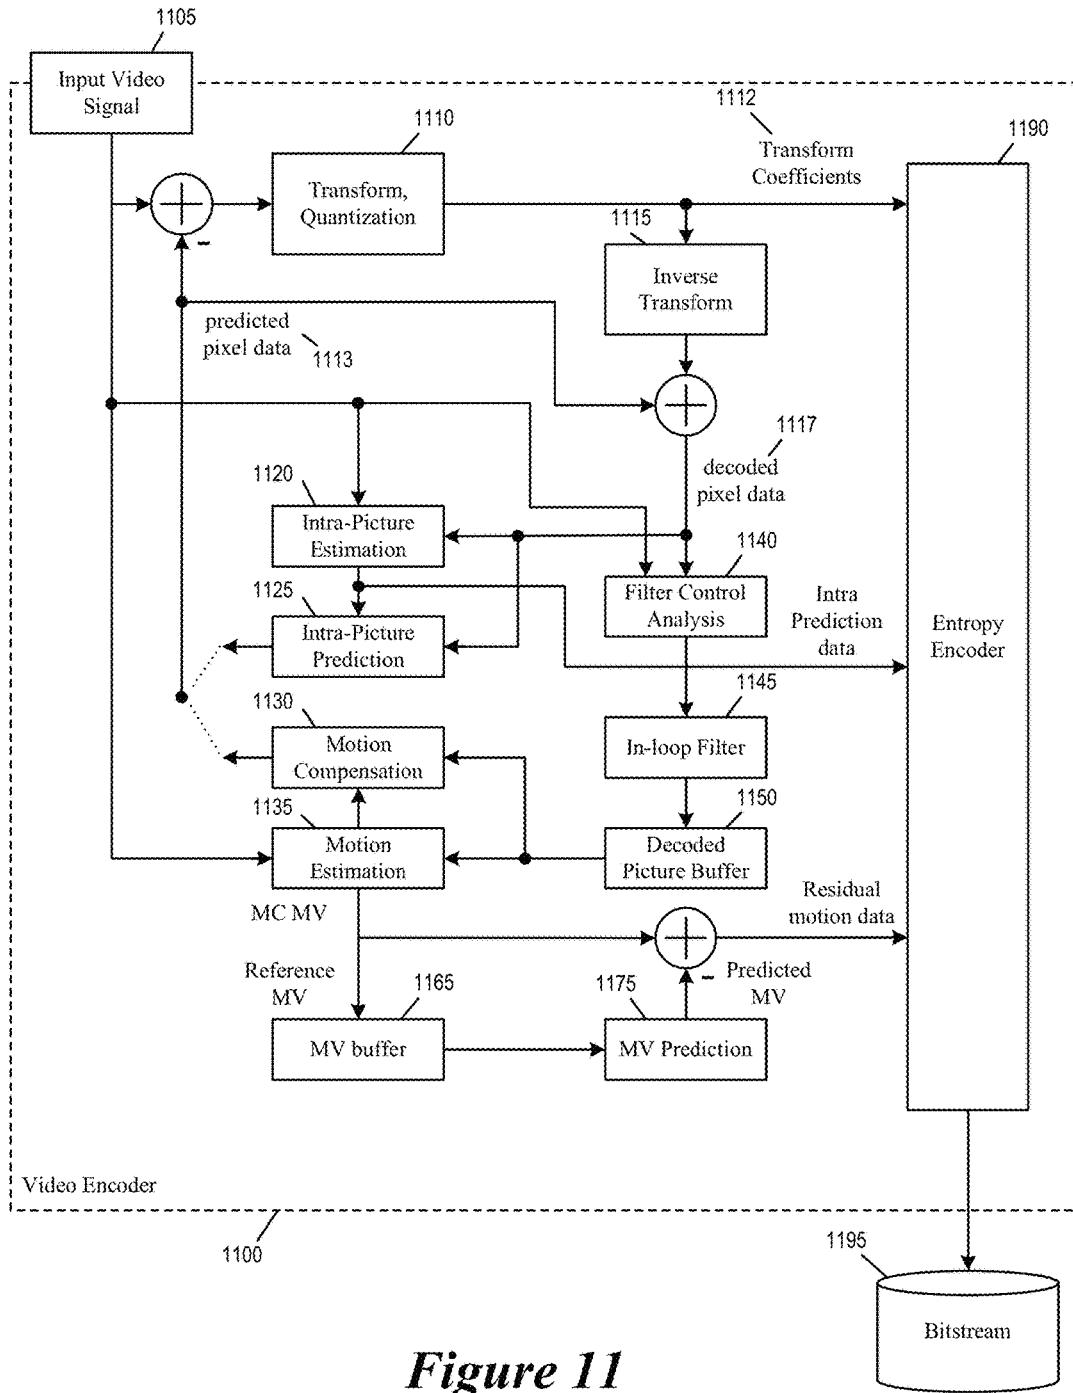 1105
Input Video
Signal
1110
1112
Transform
Coefficients
1190
Transform,
Quantization
-
1115
Inverse
Transform
predicted
pixel data
1113
1117
decoded
pixel data
1120
Intra-Picture
Estimation
1140
Filter Control
Analysis
1125
Intra-Picture
Prediction
Intra
Prediction
data
Entropy
Encoder
1130
Motion
Compensation
1145
In-loop Filter
1135
Motion
Estimation
1150
Decoded
Picture Buffer
MC MV
Residual
motion data
Reference
MV
-
Predicted
MV
1165
MV buffer
1175
MV Prediction
Video Encoder
1100
1195
Bitstream
Figure 11